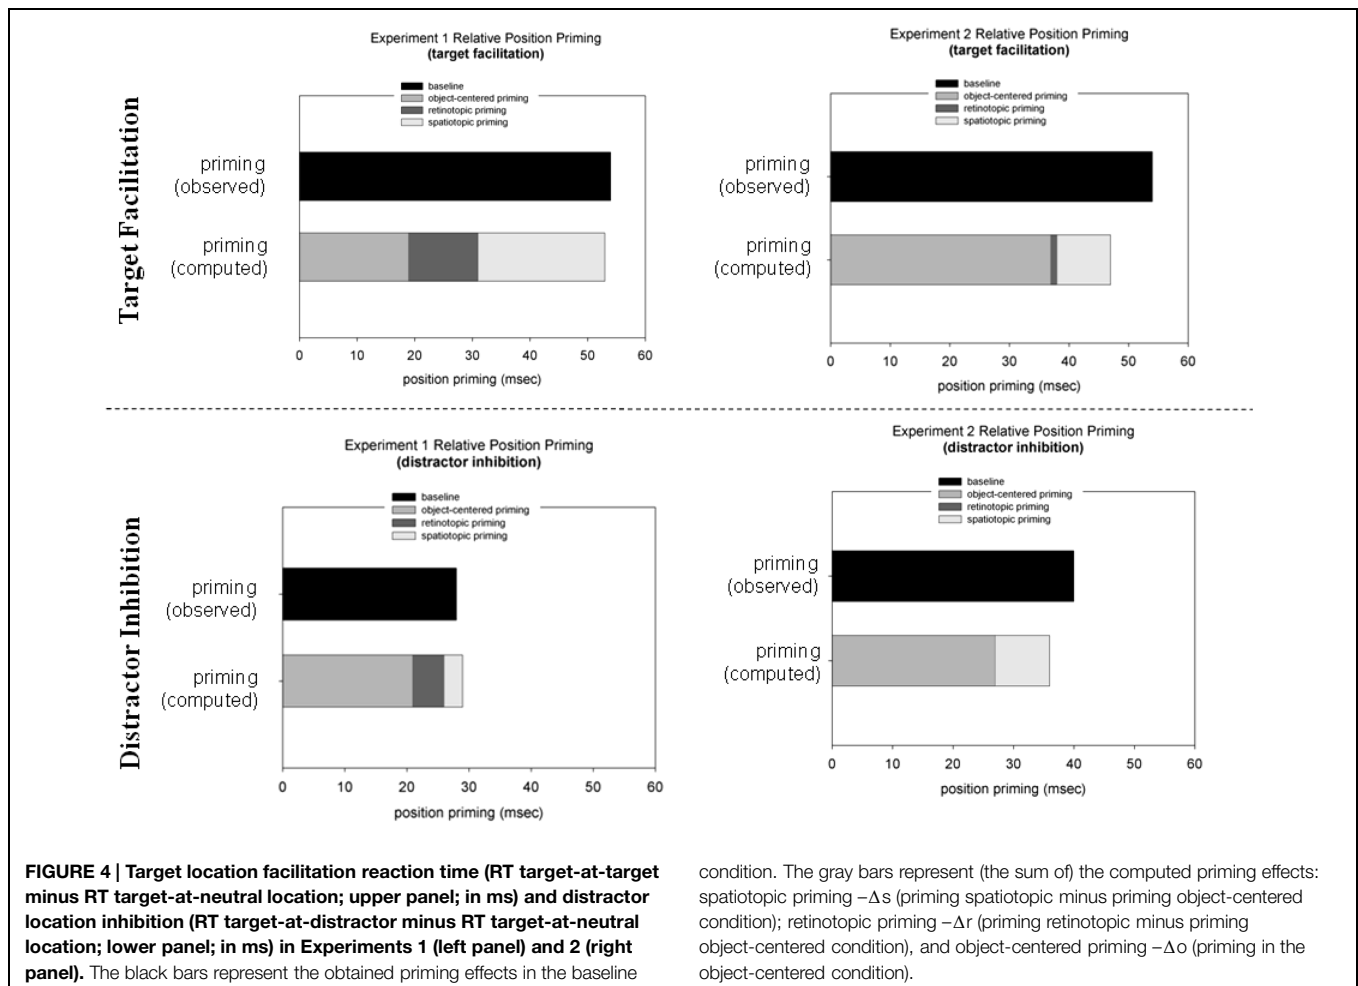 Target Facilitation
Experiment 1 Relative Position Priming
(target facilitation)
baseline
object-centered priming
retinotopic priming
spatiotopic priming
priming
(observed)
priming
(computed)
0 10 20 30 40 50 60
position priming (msec)
Experiment 2 Relative Position Priming
(target facilitation)
baseline
object-centered priming
retinotopic priming
spatiotopic priming
priming
(observed)
priming
(computed)
0 10 20 30 40 50 60
position priming (msec)
Distractor Inhibition
Experiment 1 Relative Position Priming
(distractor inhibition)
baseline
object-centered priming
retinotopic priming
spatiotopic priming
priming
(observed)
priming
(computed)
0 10 20 30 40 50 60
position priming (msec)
Experiment 2 Relative Position Priming
(distractor inhibition)
baseline
object-centered priming
retinotopic priming
spatiotopic priming
priming
(observed)
priming
(computed)
0 10 20 30 40 50 60
position priming (msec)
FIGURE 4 | Target location facilitation reaction time (RT target-at-target
minus RT target-at-neutral location; upper panel; in ms) and distractor
location inhibition (RT target-at-distractor minus RT target-at-neutral
location; lower panel; in ms) in Experiments 1 (left panel) and 2 (right
panel). The black bars represent the obtained priming effects in the baseline
condition. The gray bars represent (the sum of) the computed priming effects:
spatiotopic priming –Δs (priming spatiotopic minus priming object-centered
condition); retinotopic priming –Δr (priming retinotopic minus priming
object-centered condition), and object-centered priming –Δo (priming in the
object-centered condition).